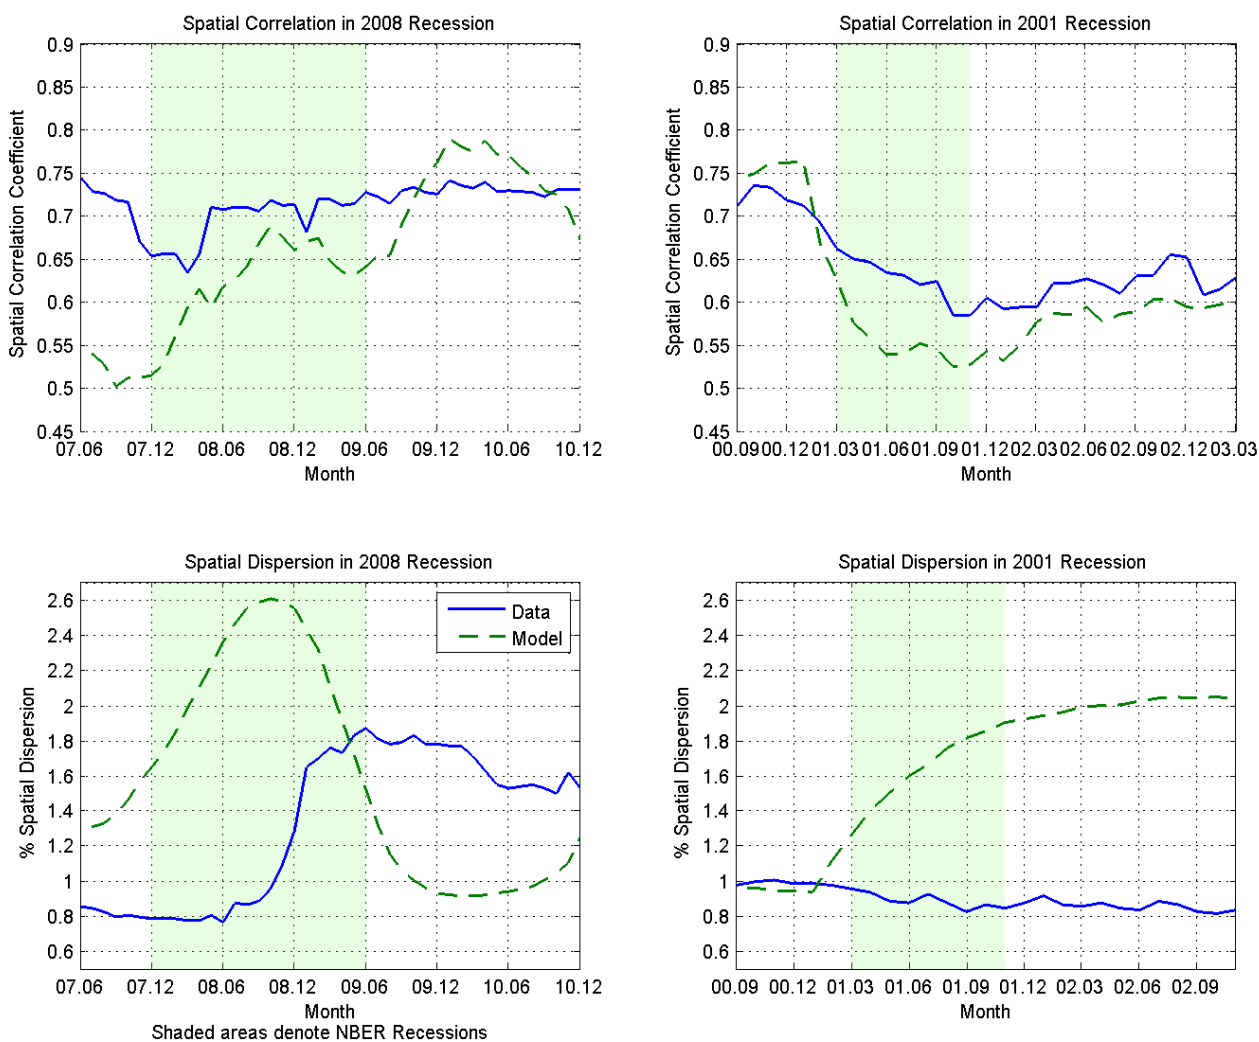 Spatial Correlation in 2008 Recession
0.9
0.85
0.8
0.75
0.7
0.65
0.6
0.55
0.5
0.45
Spatial Correlation Coefficient
07.06 07.12 08.06 08.12 09.06 09.12 10.06 10.12
Month
Spatial Correlation in 2001 Recession
0.9
0.85
0.8
0.75
0.7
0.65
0.6
0.55
0.5
0.45
Spatial Correlation Coefficient
00.09 00.12 01.03 01.06 01.09 01.12 02.03 02.06 02.09 02.12 03.03
Month
Spatial Dispersion in 2008 Recession
2.6
2.4
2.2
2
1.8
1.6
1.4
1.2
1
0.8
0.6
% Spatial Dispersion
Data
Model
07.06 07.12 08.06 08.12 09.06 09.12 10.06 10.12
Month
Shaded areas denote NBER Recessions
Spatial Dispersion in 2001 Recession
2.6
2.4
2.2
2
1.8
1.6
1.4
1.2
1
0.8
0.6
% Spatial Dispersion
00.09 00.12 01.03 01.06 01.09 01.12 02.03 02.06 02.09
Month